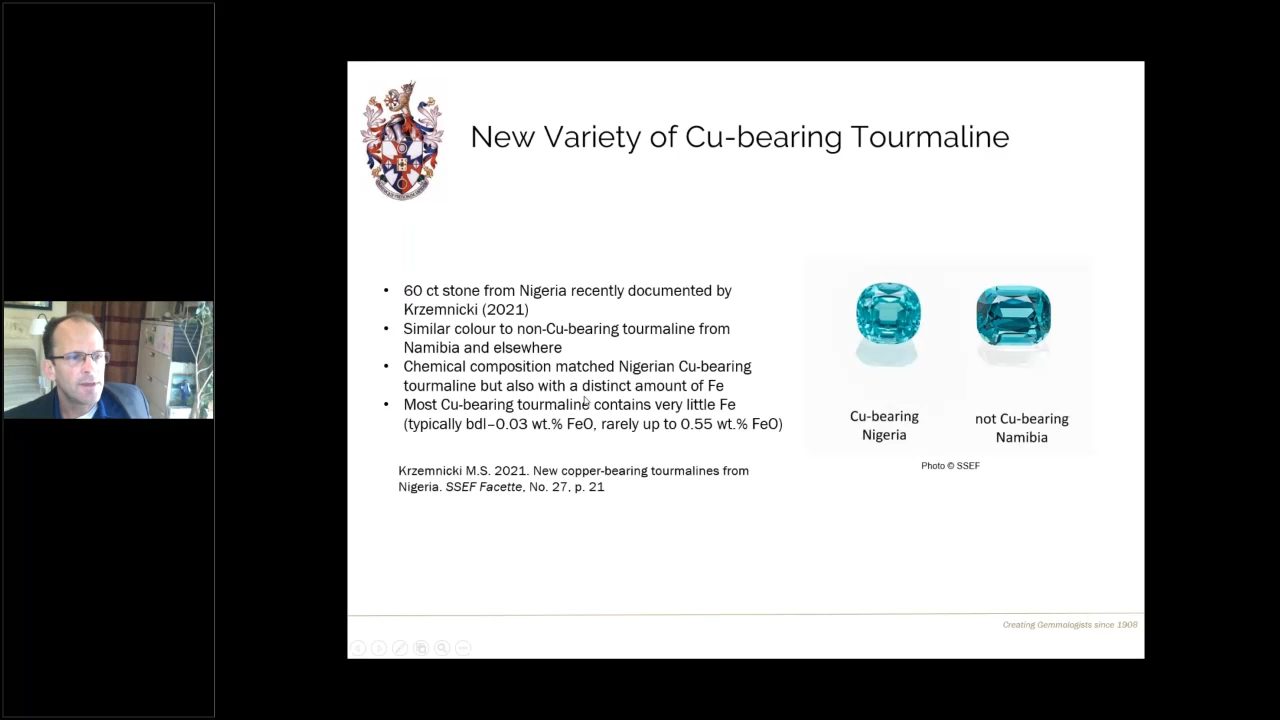 New Variety of Cu-bearing Tourmaline
• 60 ct stone from Nigeria recently documented by
Krzemnicki (2021)
• Similar colour to non-Cu-bearing tourmaline from
Namibia and elsewhere
• Chemical composition matched Nigerian Cu-bearing
tourmaline but also with a distinct amount of Fe
• Most Cu-bearing tourmaline contains very little Fe
(typically bdl–0.03 wt.% FeO, rarely up to 0.55 wt.% FeO)
Krzemnicki M.S. 2021. New copper-bearing tourmalines from
Nigeria. SSEF Facette, No. 27, p. 21
Cu-bearing
Nigeria
not Cu-bearing
Namibia
Photo © SSEF
Creating Gemmologists since 1908